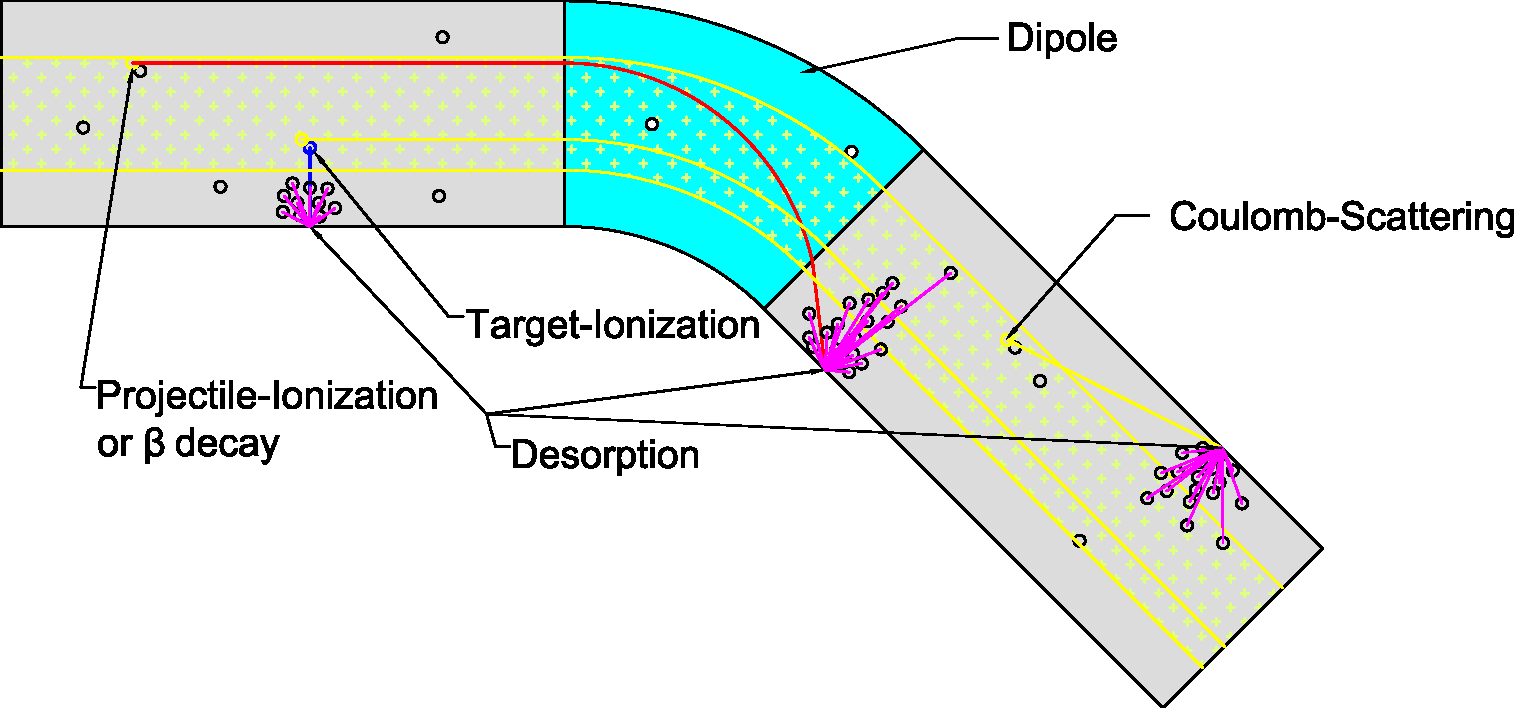 Dipole
Coulomb-Scattering
Target-Ionization
Projectile-Ionization
or β decay
Desorption